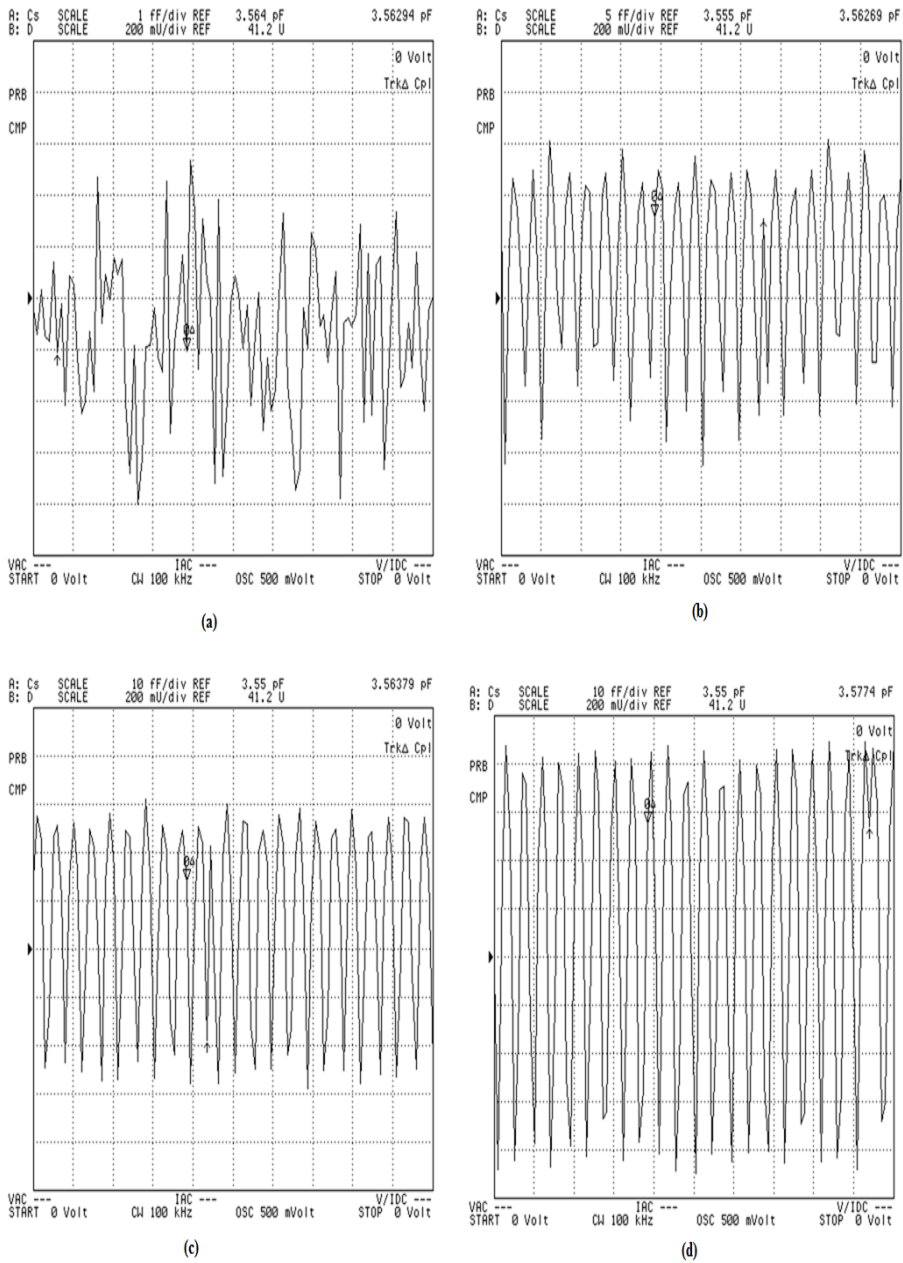 A: Cs SCALE 1 fF/div REF 3.564 pF 3.56294 pF
B: D SCALE 200 mU/div REF 41.2 U
0 Volt
TrkΔ Cpl
PRB
CMP
VAC --- IAC --- V/IDC ---
START 0 Volt CW 100 kHz OSC 500 mVolt STOP 0 Volt
(a)
A: Cs SCALE 5 fF/div REF 3.555 pF 3.56269 pF
B: D SCALE 200 mU/div REF 41.2 U
0 Volt
TrkΔ Cpl
PRB
CMP
VAC --- IAC --- V/IDC ---
START 0 Volt CW 100 kHz OSC 500 mVolt STOP 0 Volt
(b)
A: Cs SCALE 10 fF/div REF 3.55 pF 3.56379 pF
B: D SCALE 200 mU/div REF 41.2 U
0 Volt
TrkΔ Cpl
PRB
CMP
VAC --- IAC --- V/IDC ---
START 0 Volt CW 100 kHz OSC 500 mVolt STOP 0 Volt
(c)
A: Cs SCALE 10 fF/div REF 3.55 pF 3.5774 pF
B: D SCALE 200 mU/div REF 41.2 U
0 Volt
TrkΔ Cpl
PRB
CMP
VAC --- IAC --- V/IDC ---
START 0 Volt CW 100 kHz OSC 500 mVolt STOP 0 Volt
(d)